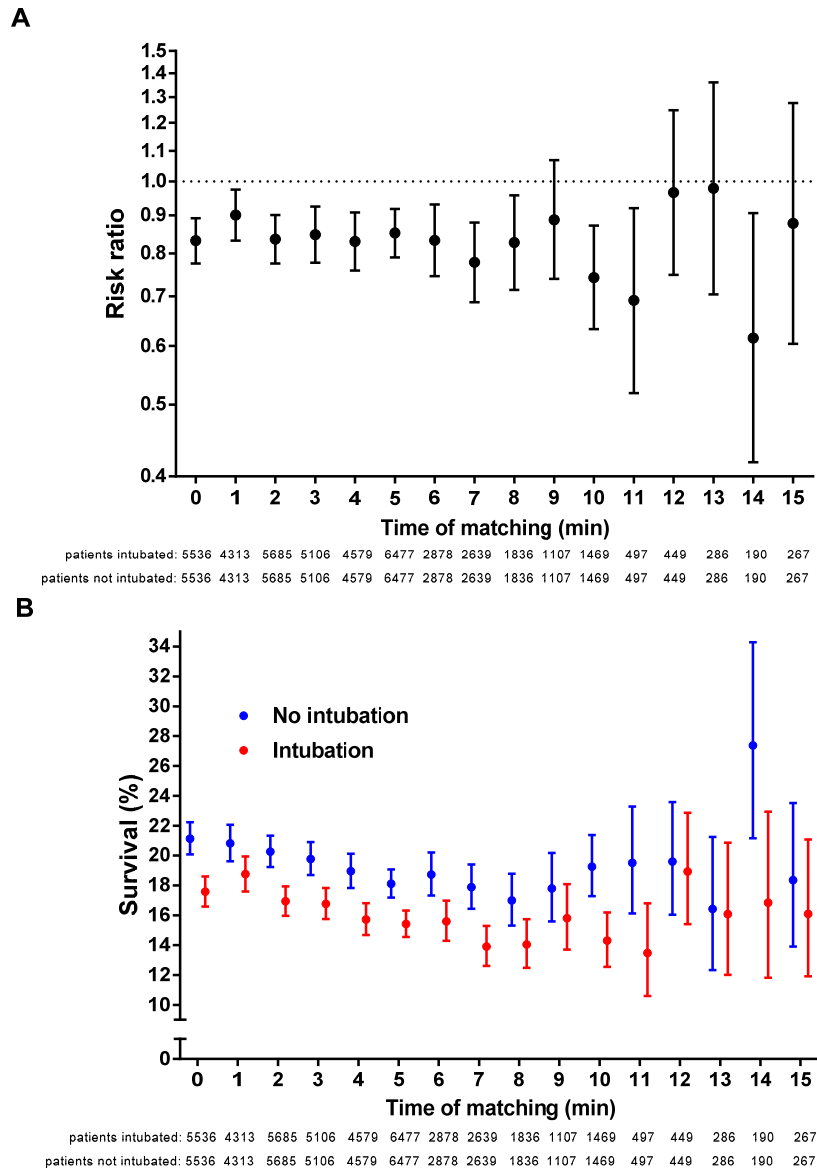 A
1.5
1.4
1.3
1.2
1.1
1.0
0.9
0.8
0.7
0.6
0.5
0.4
Risk ratio
0 1 2 3 4 5 6 7 8 9 10 11 12 13 14 15
Time of matching (min)
patients intubated: 5536 4313 5685 5106 4579 6477 2878 2639 1836 1107 1469 497 449 286 190 267
patients not intubated: 5536 4313 5685 5106 4579 6477 2878 2639 1836 1107 1469 497 449 286 190 267
B
34
32
30
28
26
24
22
20
18
16
14
12
10
0
Survival (%)
No intubation
Intubation
0 1 2 3 4 5 6 7 8 9 10 11 12 13 14 15
Time of matching (min)
patients intubated: 5536 4313 5685 5106 4579 6477 2878 2639 1836 1107 1469 497 449 286 190 267
patients not intubated: 5536 4313 5685 5106 4579 6477 2878 2639 1836 1107 1469 497 449 286 190 267